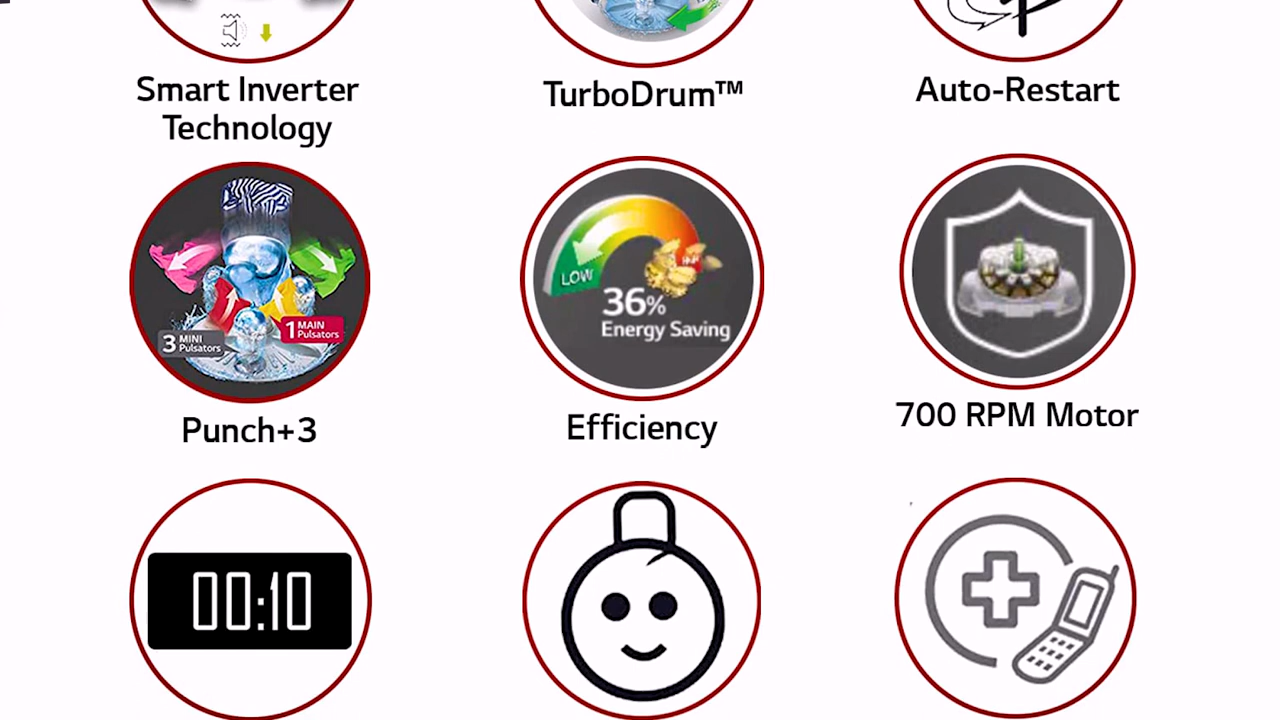 Smart Inverter
Technology
TurboDrum™
Auto-Restart
3 MINI
Pulsators
1 MAIN
Pulsators
Punch+3
LOW
36%
Energy Saving
Efficiency
700 RPM Motor
00:10